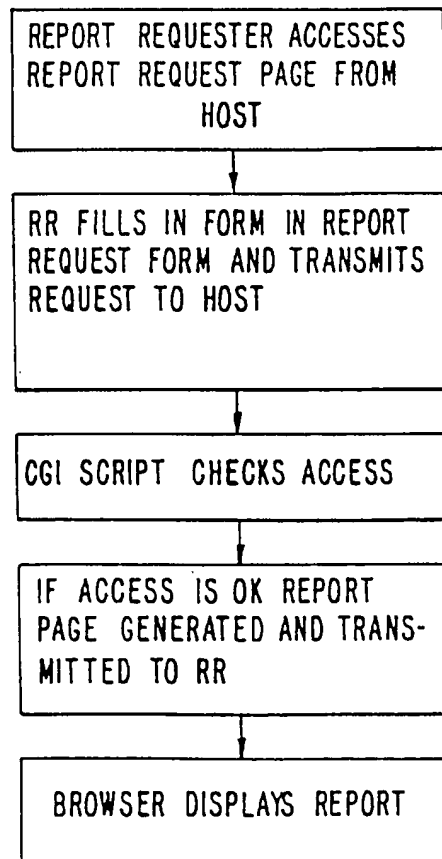 REPORT REQUESTER ACCESSES
REPORT REQUEST PAGE FROM
HOST
RR FILLS IN FORM IN REPORT
REQUEST FORM AND TRANSMITS
REQUEST TO HOST
CGI SCRIPT CHECKS ACCESS
IF ACCESS IS OK REPORT
PAGE GENERATED AND TRANS-
MITTED TO RR
BROWSER DISPLAYS REPORT